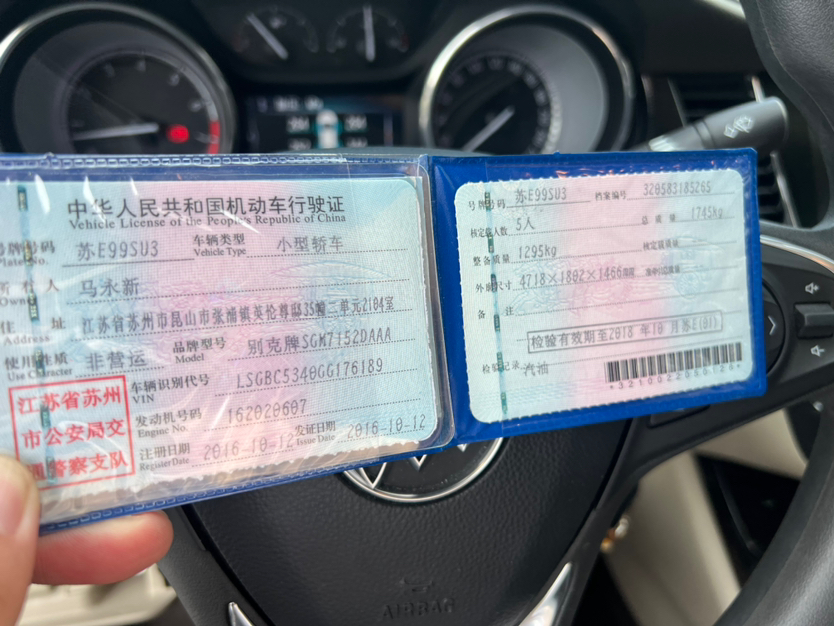 中华人民共和国机动车行驶证
Vehicle License of the People's Republic of China
号牌号码 苏E99SU3 车辆类型 小型轿车
Plate No. Vehicle Type
所有人 马永新
Owner
住址 江苏省苏州市昆山市张浦镇英伦尊邸35幢二单元2104室
Address
使用性质 非营运 品牌型号 别克牌SGM7152DAAA
Use Character Model
江苏省苏州
市公安局交
通警察支队
车辆识别代号 LSGBC5340GG176189
VIN
发动机号码 162020607
Engine No.
注册日期 2016-10-12 发证日期 2016-10-12
Register Date Issue Date
号牌号码 苏E99SU3 档案编号 320583185265
核定载人数 5人 总质量 1745kg
整备质量 1295kg 核定载质量
外廓尺寸 4718×1802×1466
备注
检验有效期至2018年10月苏E(01)
检验记录 汽油
*3210022050126*
AIRBAG